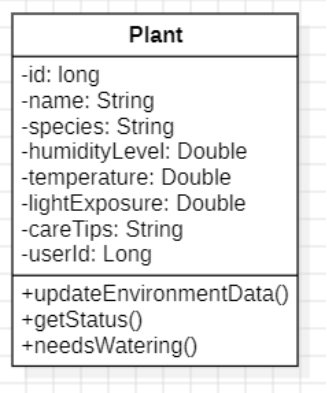 Plant
-id: long
-name: String
-species: String
-humidityLevel: Double
-temperature: Double
-lightExposure: Double
-careTips: String
-userId: Long
+updateEnvironmentData()
+getStatus()
+needsWatering()